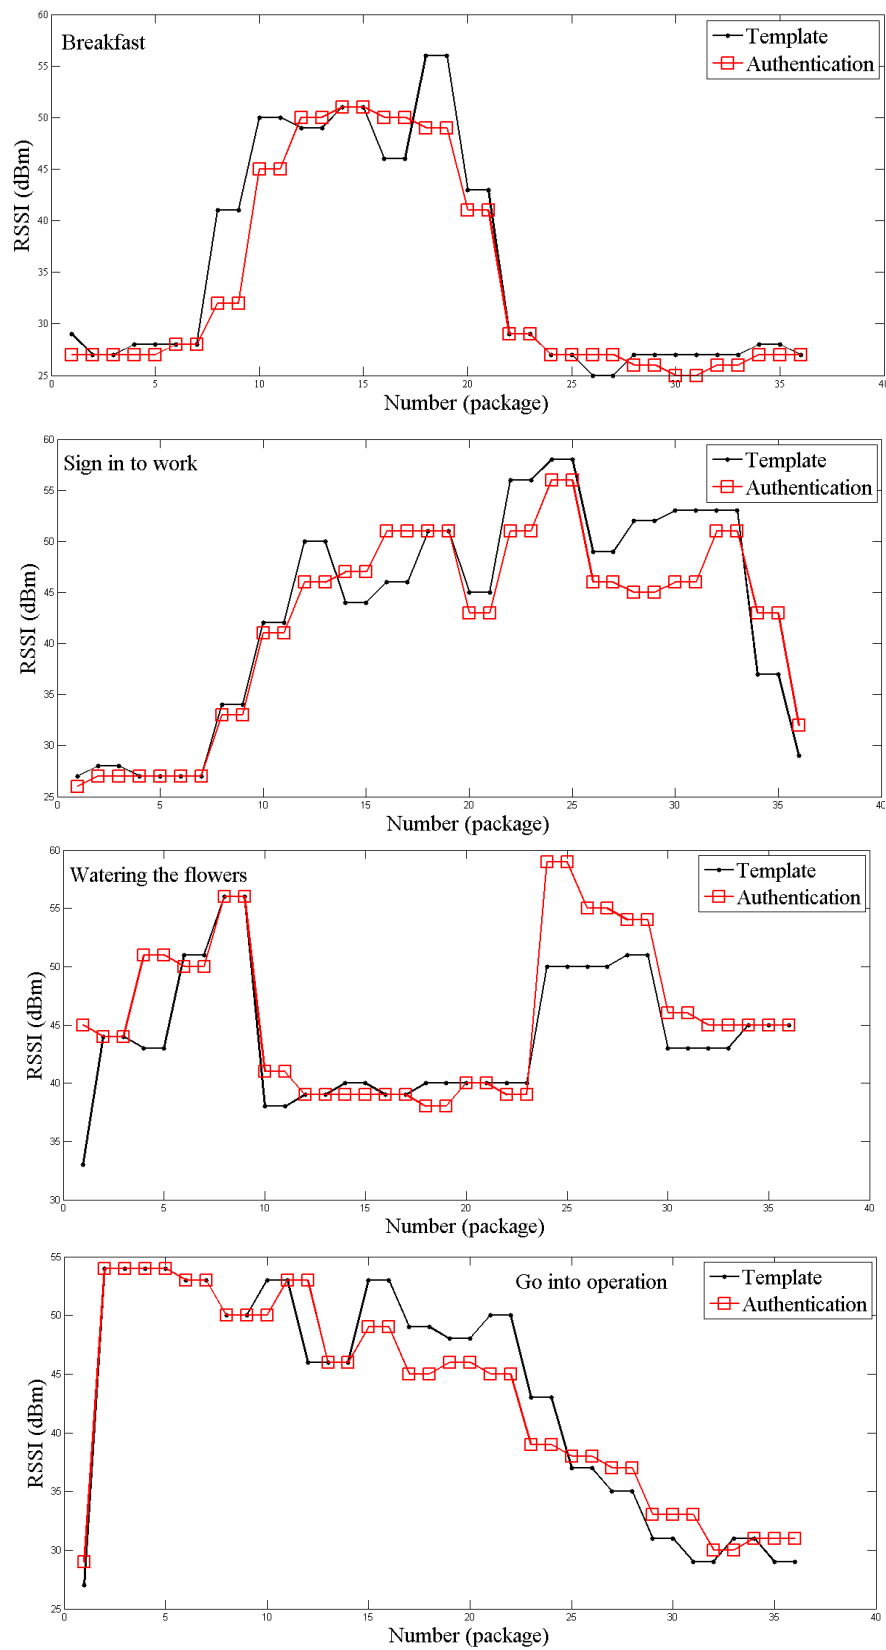 60
Breakfast
Template
Authentication
55
50
45
40
35
30
25
RSSI (dBm)
0 5 10 15 20 25 30 35 40
Number (package)
60
Sign in to work
Template
Authentication
55
50
45
40
35
30
25
RSSI (dBm)
0 5 10 15 20 25 30 35 40
Number (package)
60
Watering the flowers
Template
Authentication
55
50
45
40
35
30
RSSI (dBm)
0 5 10 15 20 25 30 35 40
Number (package)
55
Go into operation
Template
Authentication
50
45
40
35
30
25
RSSI (dBm)
0 5 10 15 20 25 30 35 40
Number (package)